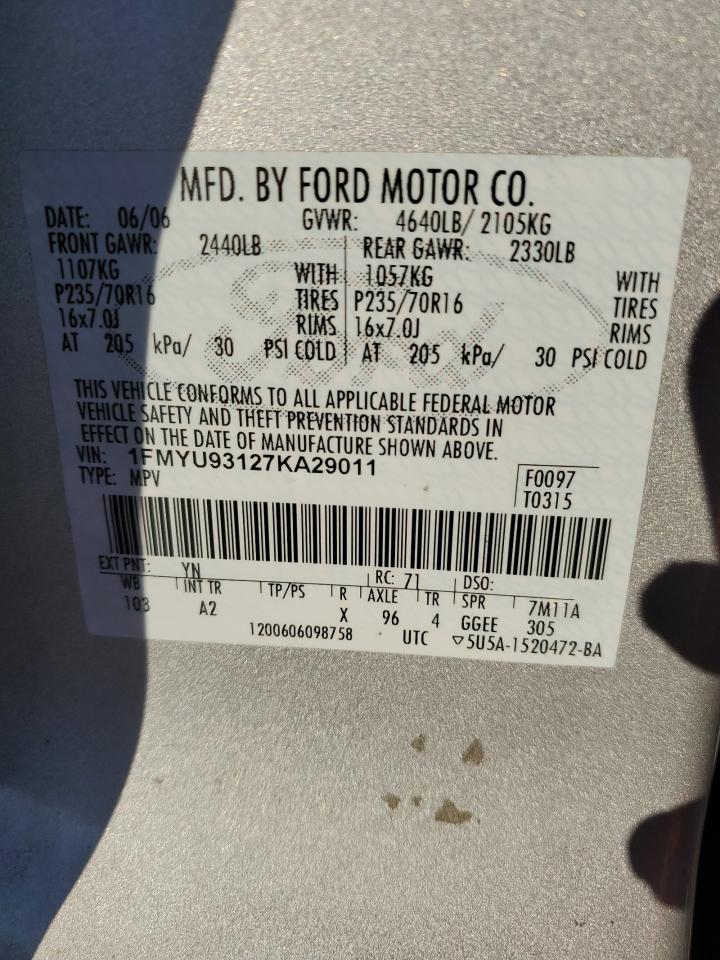 MFD. BY FORD MOTOR CO.
DATE: 06/06 GVWR: 4640LB/ 2105KG
FRONT GAWR: 2440LB REAR GAWR: 2330LB
1107KG WITH 1057KG WITH
P235/70R16 TIRES P235/70R16 TIRES
16x7.0J RIMS 16x7.0J RIMS
AT 205 kPa/ 30 PSI COLD AT 205 kPa/ 30 PSI COLD
Ford
THIS VEHICLE CONFORMS TO ALL APPLICABLE FEDERAL MOTOR
VEHICLE SAFETY AND THEFT PREVENTION STANDARDS IN
EFFECT ON THE DATE OF MANUFACTURE SHOWN ABOVE.
VIN: 1FMYU93127KA29011
TYPE: MPV F0097
T0315
EXT PNT: YN RC: 71 DSO:
WB INT TR TP/PS R AXLE TR SPR 7M11A
103 A2 X 96 4 GGEE 305
1200606098758 UTC ▽5U5A-1520472-BA